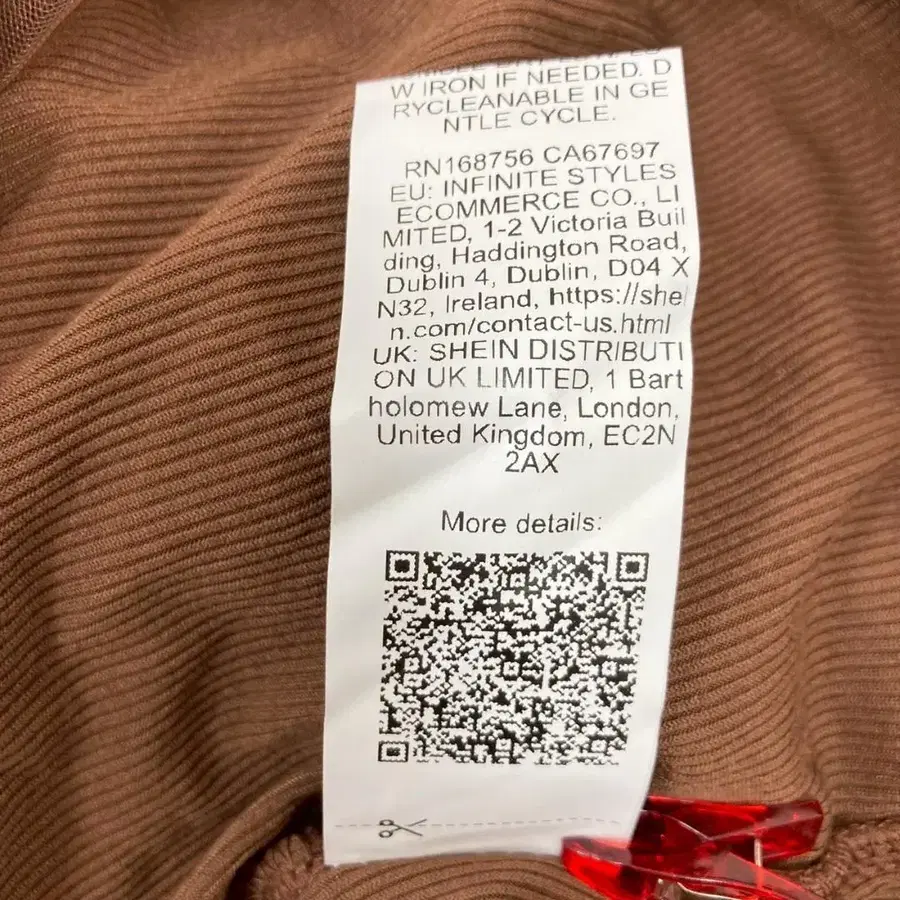 W IRON IF NEEDED. D
RYCLEANABLE IN GE
NTLE CYCLE.
RN168756 CA67697
EU: INFINITE STYLES
ECOMMERCE CO., LI
MITED, 1-2 Victoria Buil
ding, Haddington Road,
Dublin 4, Dublin, D04 X
N32, Ireland, https://shei
n.com/contact-us.html
UK: SHEIN DISTRIBUTI
ON UK LIMITED, 1 Bart
holomew Lane, London,
United Kingdom, EC2N
2AX
More details: